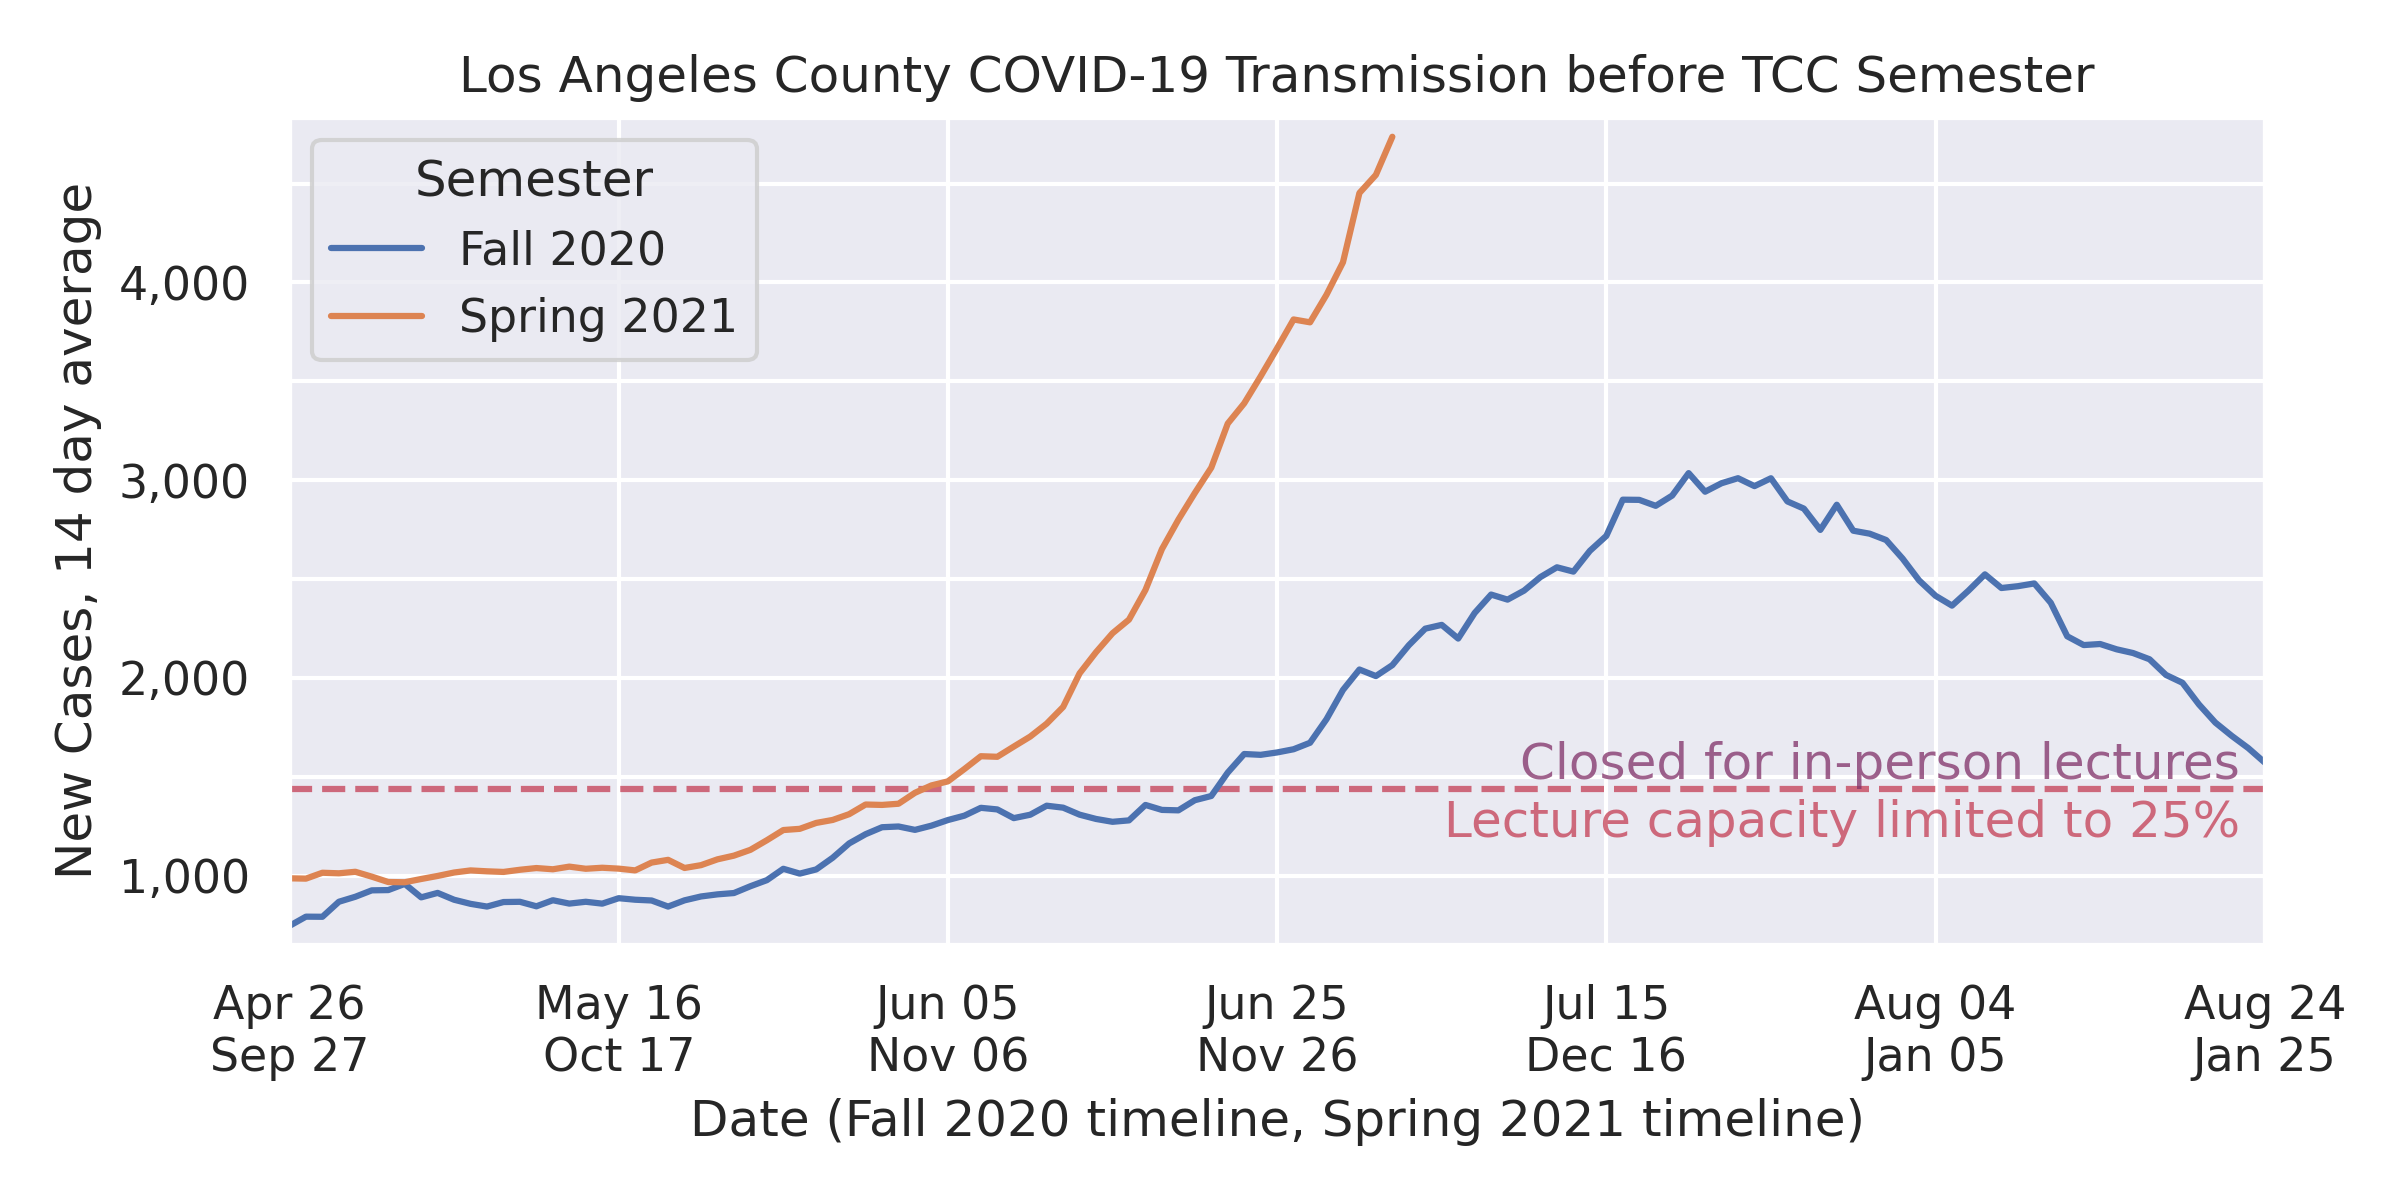 Los Angeles County COVID-19 Transmission before TCC Semester
New Cases, 14 day average
Semester
Fall 2020
Spring 2021
4,000
3,000
2,000
1,000
Closed for in-person lectures
Lecture capacity limited to 25%
Apr 26 May 16 Jun 05 Jun 25 Jul 15 Aug 04 Aug 24
Sep 27 Oct 17 Nov 06 Nov 26 Dec 16 Jan 05 Jan 25
Date (Fall 2020 timeline, Spring 2021 timeline)